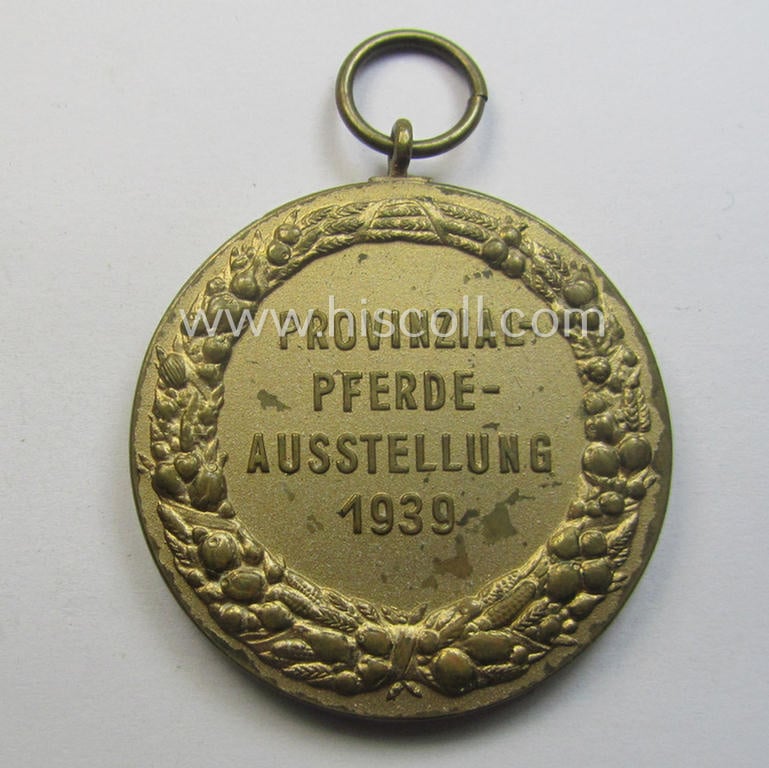 www.hiscoll.com
PROVINZIAL-
PFERDE-
AUSSTELLUNG
1939